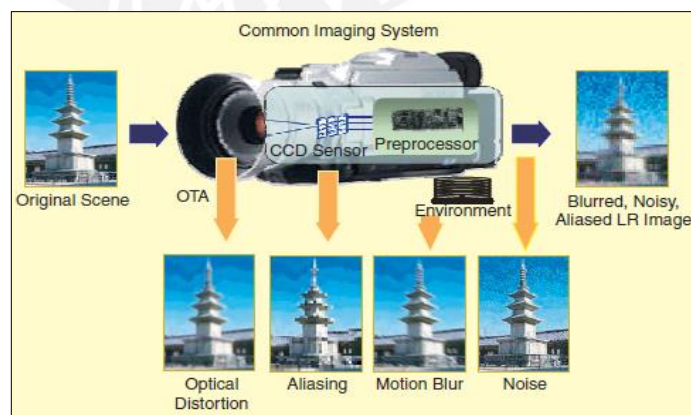 Common Imaging System
CCD Sensor
Preprocessor
OTA
Environment
Original Scene
Blurred, Noisy,
Aliased LR Image
Optical
Distortion
Aliasing
Motion Blur
Noise